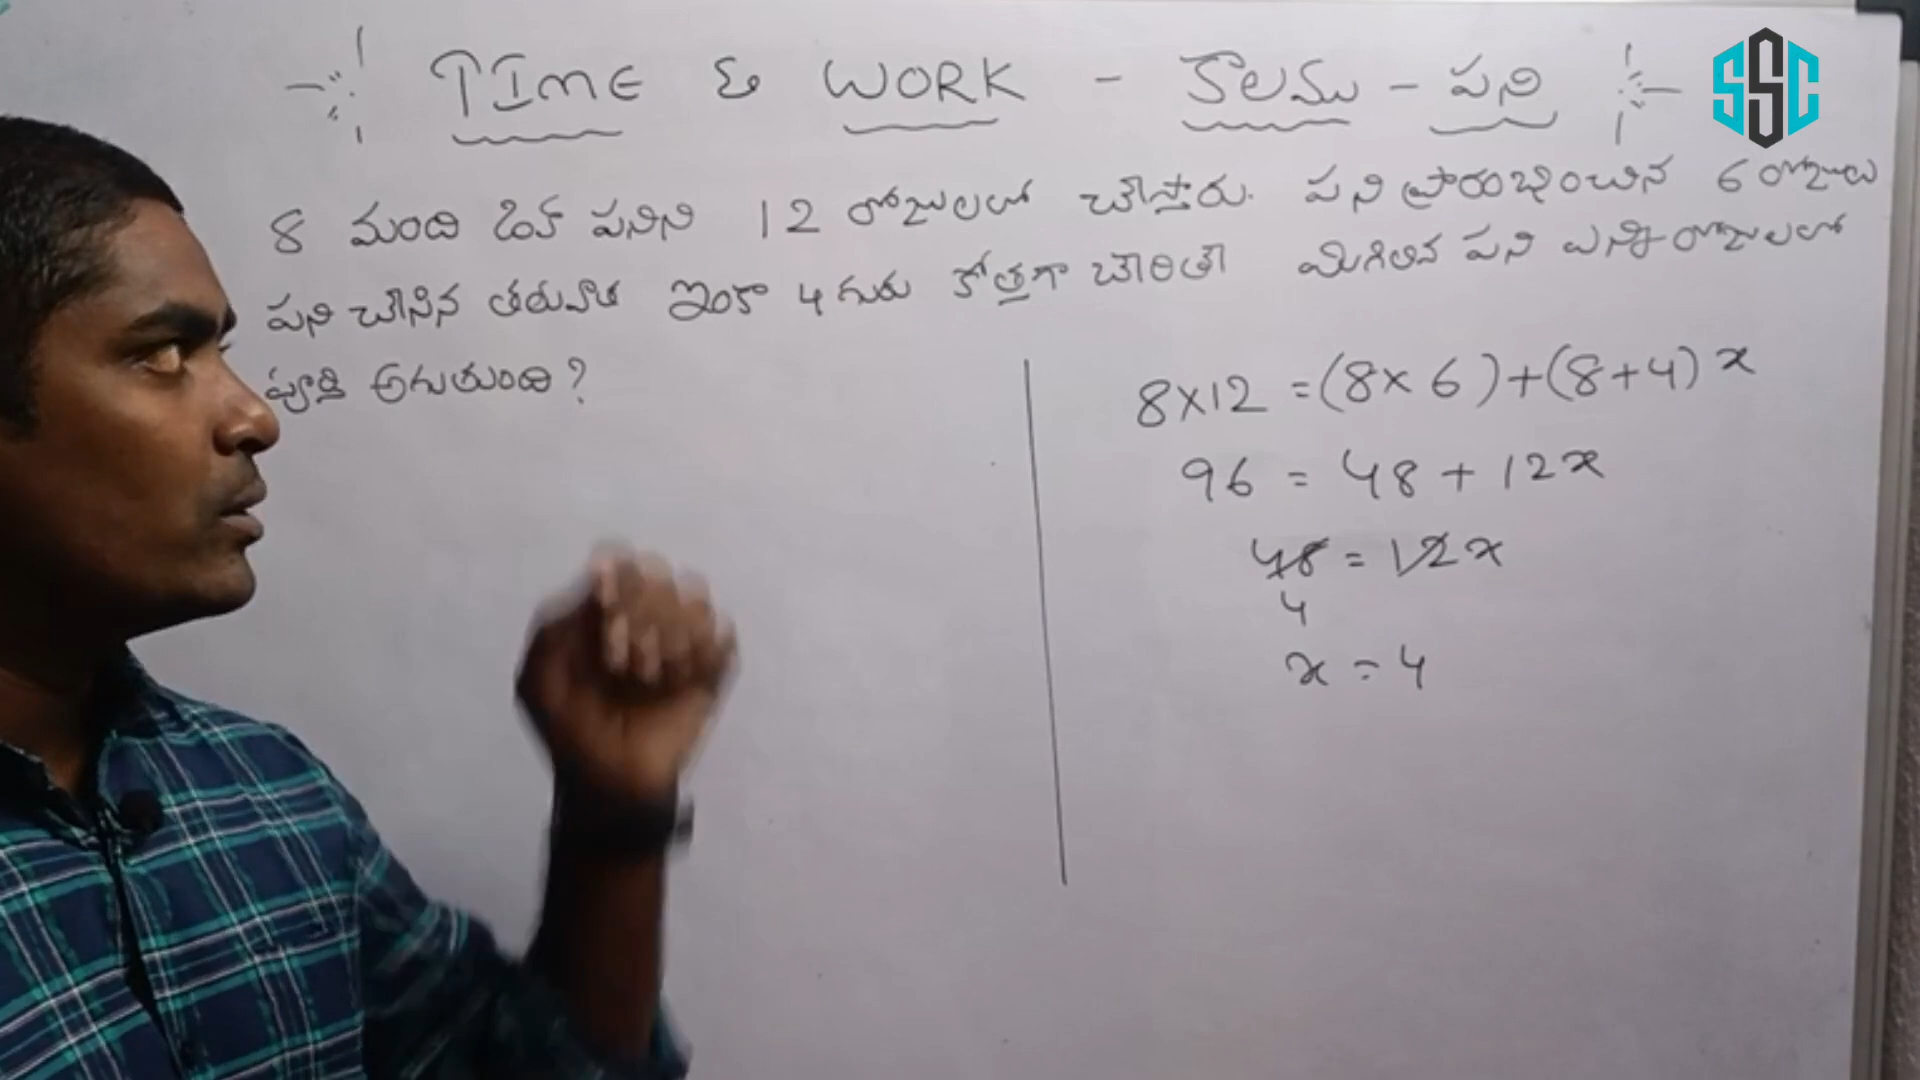 TIME & WORK - కాలము - పని
SSC
8 మంది ఓక పనిని 12 రోజులలో చేస్తారు. పని ప్రారంభించిన 6 రోజులు
పని చేసిన తరువాత ఇంకా 4 గురు కోత్తగా చేరితే మిగిలిన పని ఎన్ని రోజులలో
పూర్తి అగుతుంది?
8×12 = (8×6)+(8+4)x
96 = 48 + 12x
48 = 12x
4
x = 4